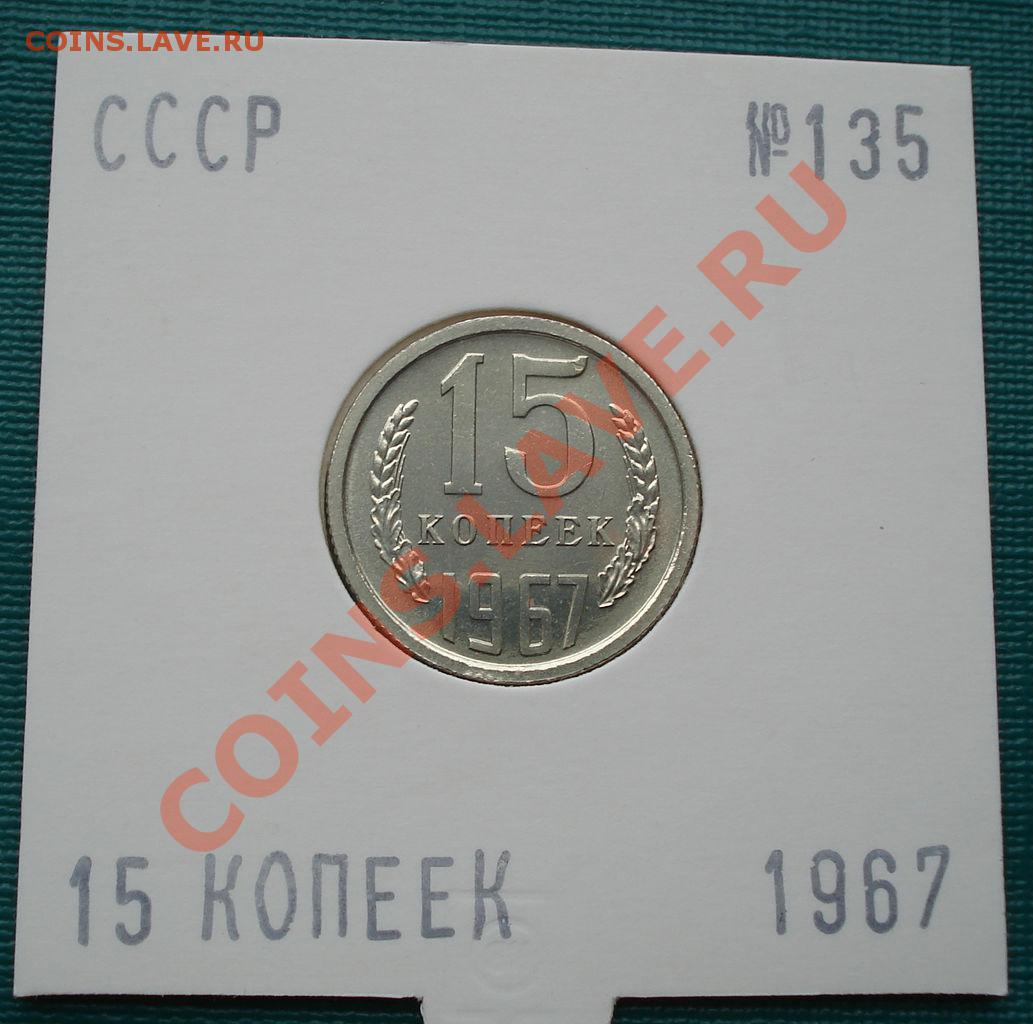 COINS.LAVE.RU
СССР №135
15
КОПЕЕК
1967
COINS.LAVE.RU
15 КОПЕЕК 1967